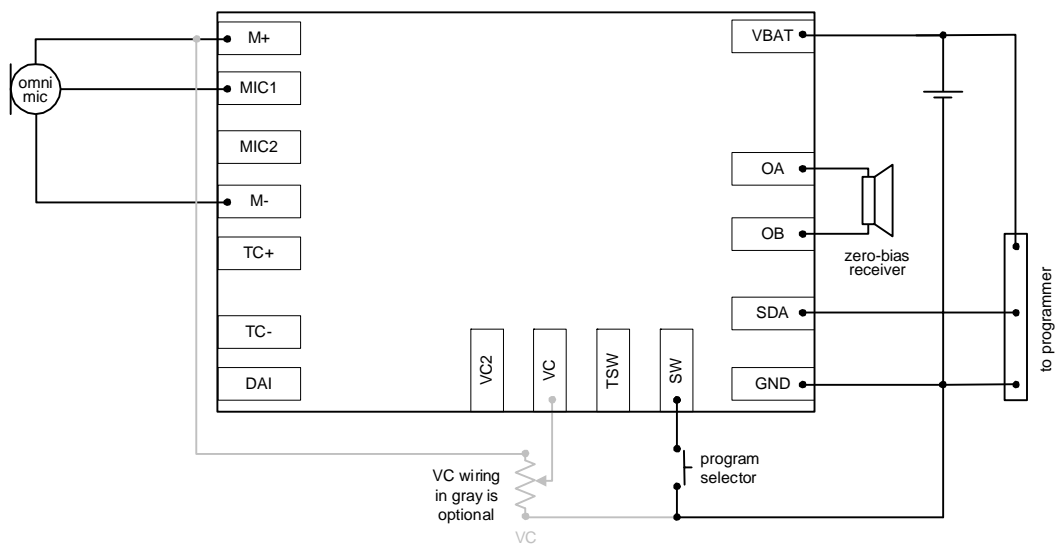 M+
VBAT
omni
mic
MIC1
MIC2
OA
M-
OB
TC+
zero-bias
receiver
SDA
TC-
VC2
VC
TSW
SW
DAI
GND
to programmer
VC wiring
in gray is
optional
program
selector
VC